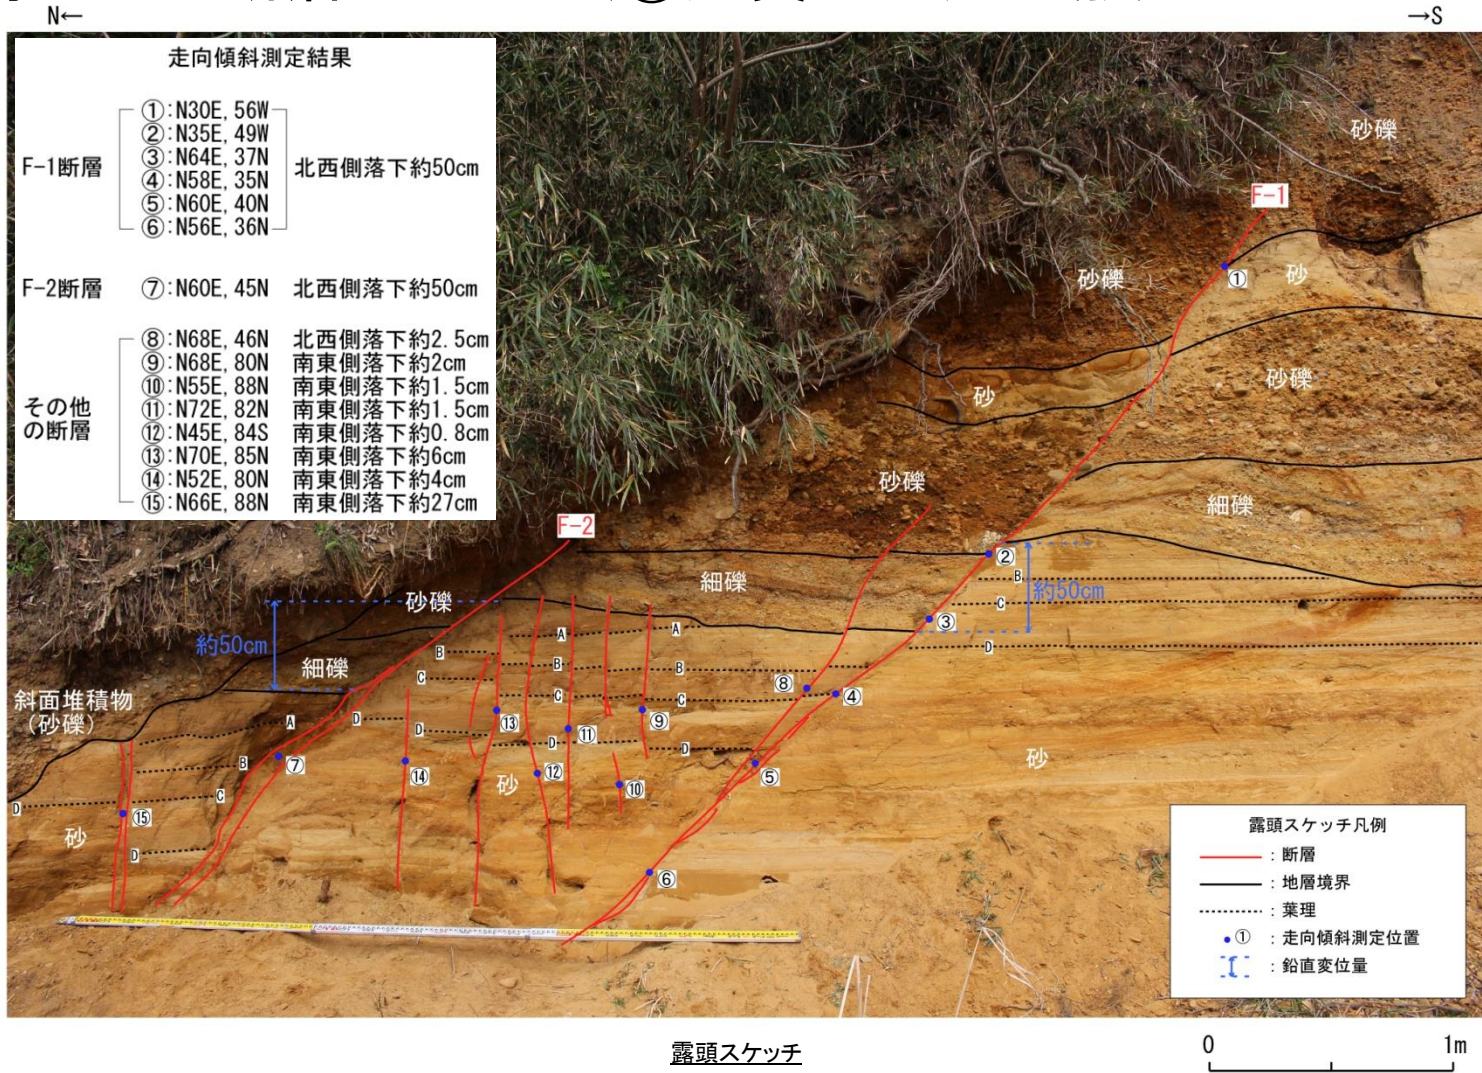 N←
→S
走向傾斜測定結果
F-1断層
①:N30E, 56W
②:N35E, 49W
③:N64E, 37N
④:N58E, 35N
⑤:N60E, 40N
⑥:N56E, 36N
北西側落下約50cm
F-2断層 ⑦:N60E, 45N 北西側落下約50cm
その他
の断層
⑧:N68E, 46N 北西側落下約2.5cm
⑨:N68E, 80N 南東側落下約2cm
⑩:N55E, 88N 南東側落下約1.5cm
⑪:N72E, 82N 南東側落下約1.5cm
⑫:N45E, 84S 南東側落下約0.8cm
⑬:N70E, 85N 南東側落下約6cm
⑭:N52E, 80N 南東側落下約4cm
⑮:N66E, 88N 南東側落下約27cm
砂礫
F-1
砂
①
砂礫
砂礫
砂
砂礫
細礫
F-2
②
細礫
B
約50cm
C
砂礫
③
A
A
D
約50cm
B
B
B
細礫
C
C
C
⑧
④
斜面堆積物
(砂礫)
A
D
⑬
⑨
D
⑪
D
D
B
⑦
⑭
⑫
砂
⑤
砂
⑩
D
C
⑮
砂
D
⑥
露頭スケッチ凡例
:断層
:地層境界
:葉理
①:走向傾斜測定位置
:鉛直変位量
露頭スケッチ
0
1m